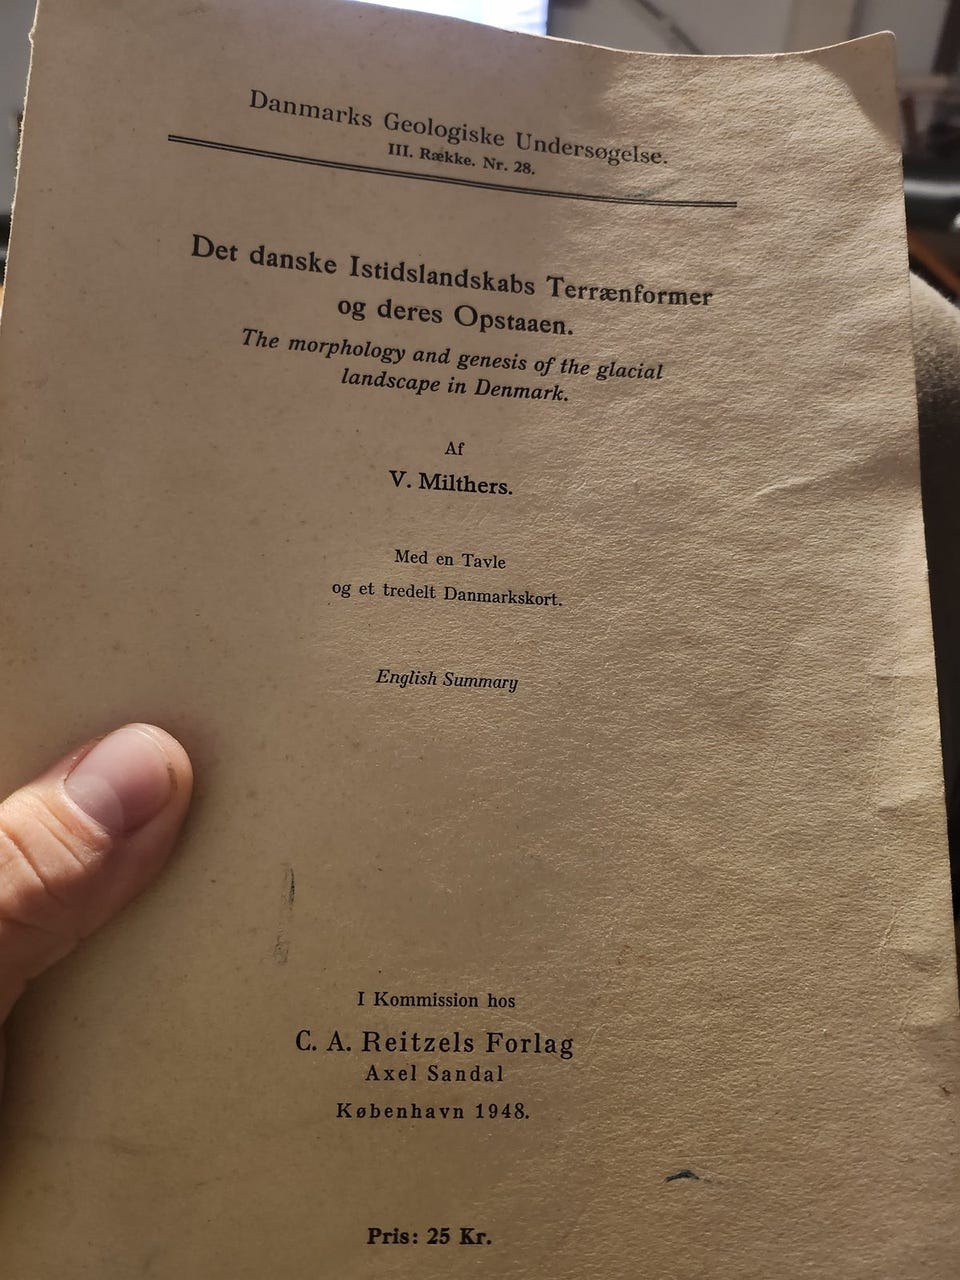 Danmarks Geologiske Undersøgelse.
III. Række. Nr. 28.
Det danske Istidslandskabs Terrænformer
og deres Opstaaen.
The morphology and genesis of the glacial
landscape in Denmark.
Af
V. Milthers.
Med en Tavle
og et tredelt Danmarkskort.
English Summary
I Kommission hos
C. A. Reitzels Forlag
Axel Sandal
København 1948.
Pris: 25 Kr.